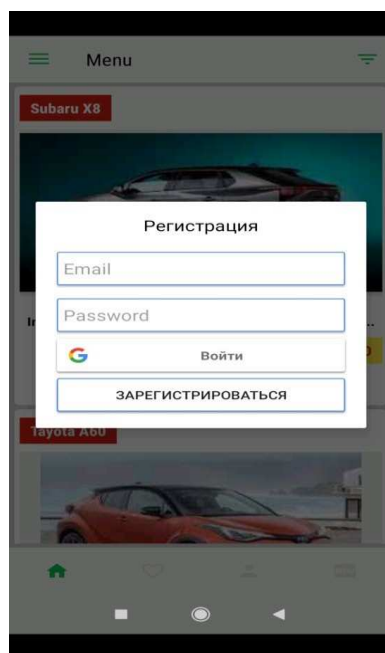 Menu
Subaru X8
Регистрация
Email
Password
Войти
ЗАРЕГИСТРИРОВАТЬСЯ
Tayota A60